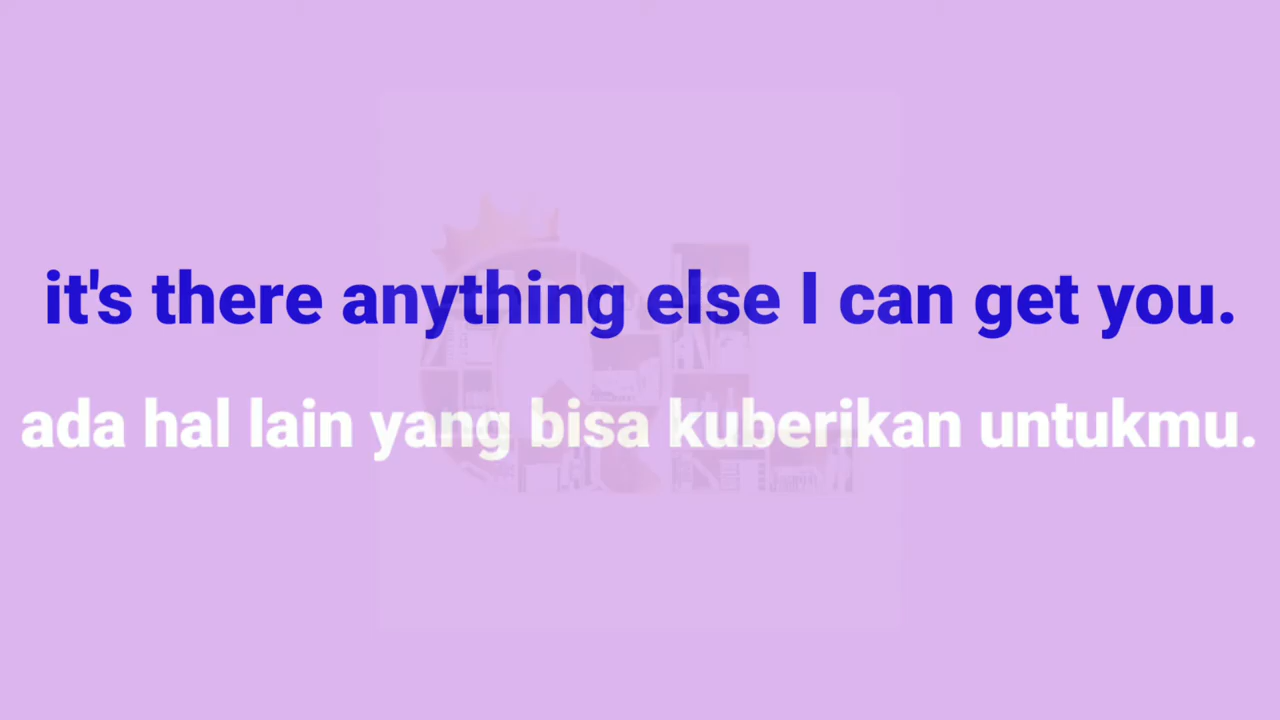 it's there anything else I can get you.
ada hal lain yang bisa kuberikan untukmu.